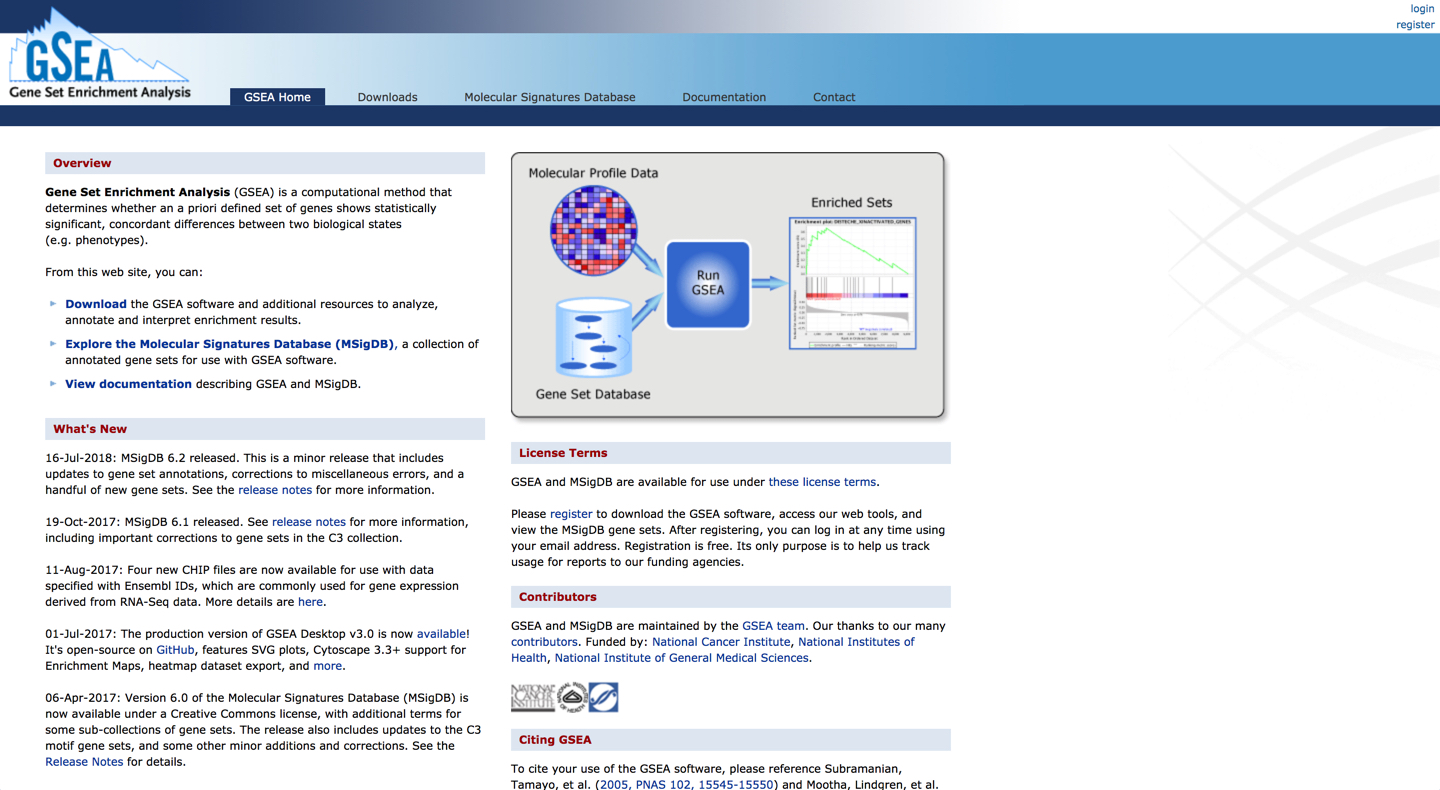 login
register
GSEA
Gene Set Enrichment Analysis
GSEA Home
Downloads
Molecular Signatures Database
Documentation
Contact
Overview
Gene Set Enrichment Analysis (GSEA) is a computational method that
determines whether an a priori defined set of genes shows statistically
significant, concordant differences between two biological states
(e.g. phenotypes).
From this web site, you can:
Download the GSEA software and additional resources to analyze,
annotate and interpret enrichment results.
Explore the Molecular Signatures Database (MSigDB), a collection of
annotated gene sets for use with GSEA software.
View documentation describing GSEA and MSigDB.
What's New
16-Jul-2018: MSigDB 6.2 released. This is a minor release that includes
updates to gene set annotations, corrections to miscellaneous errors, and a
handful of new gene sets. See the release notes for more information.
19-Oct-2017: MSigDB 6.1 released. See release notes for more information,
including important corrections to gene sets in the C3 collection.
11-Aug-2017: Four new CHIP files are now available for use with data
specified with Ensembl IDs, which are commonly used for gene expression
derived from RNA-Seq data. More details are here.
01-Jul-2017: The production version of GSEA Desktop v3.0 is now available!
It's open-source on GitHub, features SVG plots, Cytoscape 3.3+ support for
Enrichment Maps, heatmap dataset export, and more.
06-Apr-2017: Version 6.0 of the Molecular Signatures Database (MSigDB) is
now available under a Creative Commons license, with additional terms for
some sub-collections of gene sets. The release also includes updates to the C3
motif gene sets, and some other minor additions and corrections. See the
Release Notes for details.
Molecular Profile Data
Enriched Sets
Run
GSEA
Gene Set Database
License Terms
GSEA and MSigDB are available for use under these license terms.
Please register to download the GSEA software, access our web tools, and
view the MSigDB gene sets. After registering, you can log in at any time using
your email address. Registration is free. Its only purpose is to help us track
usage for reports to our funding agencies.
Contributors
GSEA and MSigDB are maintained by the GSEA team. Our thanks to our many
contributors. Funded by: National Cancer Institute, National Institutes of
Health, National Institute of General Medical Sciences.
NATIONAL
CANCER
INSTITUTE
Citing GSEA
To cite your use of the GSEA software, please reference Subramanian,
Tamayo, et al. (2005, PNAS 102, 15545-15550) and Mootha, Lindgren, et al.